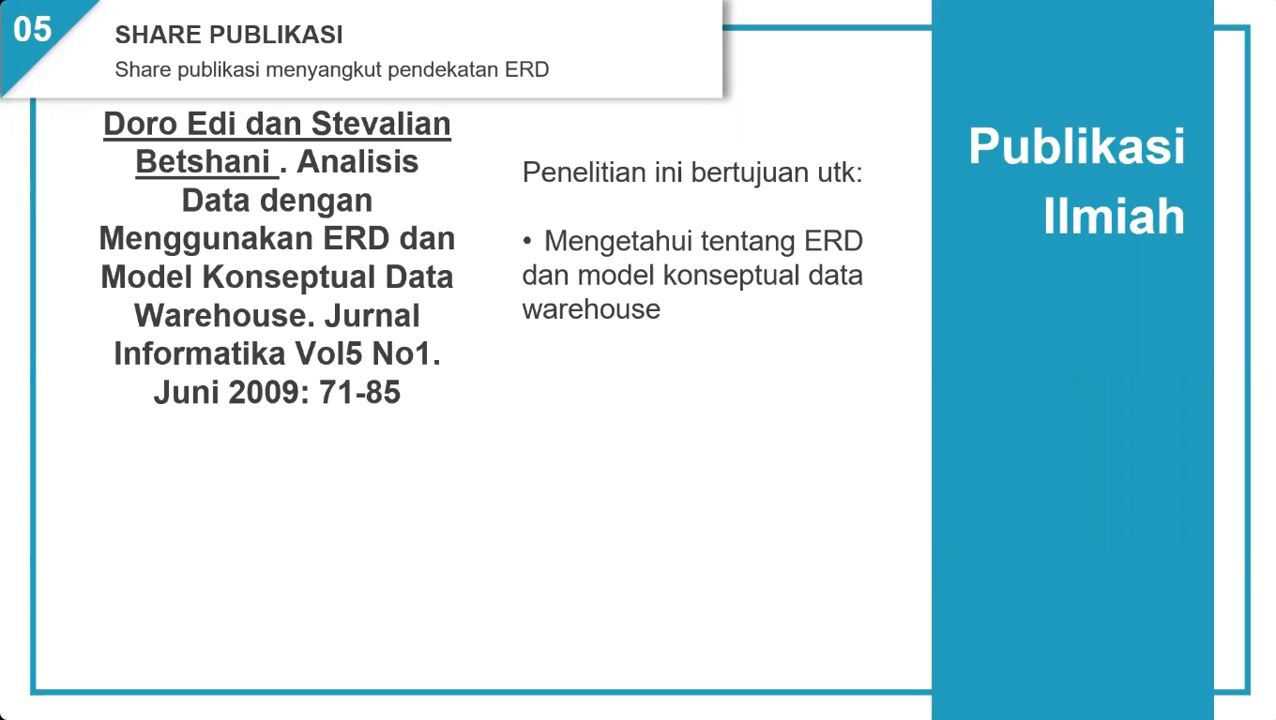 05
SHARE PUBLIKASI
Share publikasi menyangkut pendekatan ERD
Doro Edi dan Stevalian
Betshani . Analisis
Data dengan
Menggunakan ERD dan
Model Konseptual Data
Warehouse. Jurnal
Informatika Vol5 No1.
Juni 2009: 71-85
Penelitian ini bertujuan utk:
• Mengetahui tentang ERD
dan model konseptual data
warehouse
Publikasi
Ilmiah